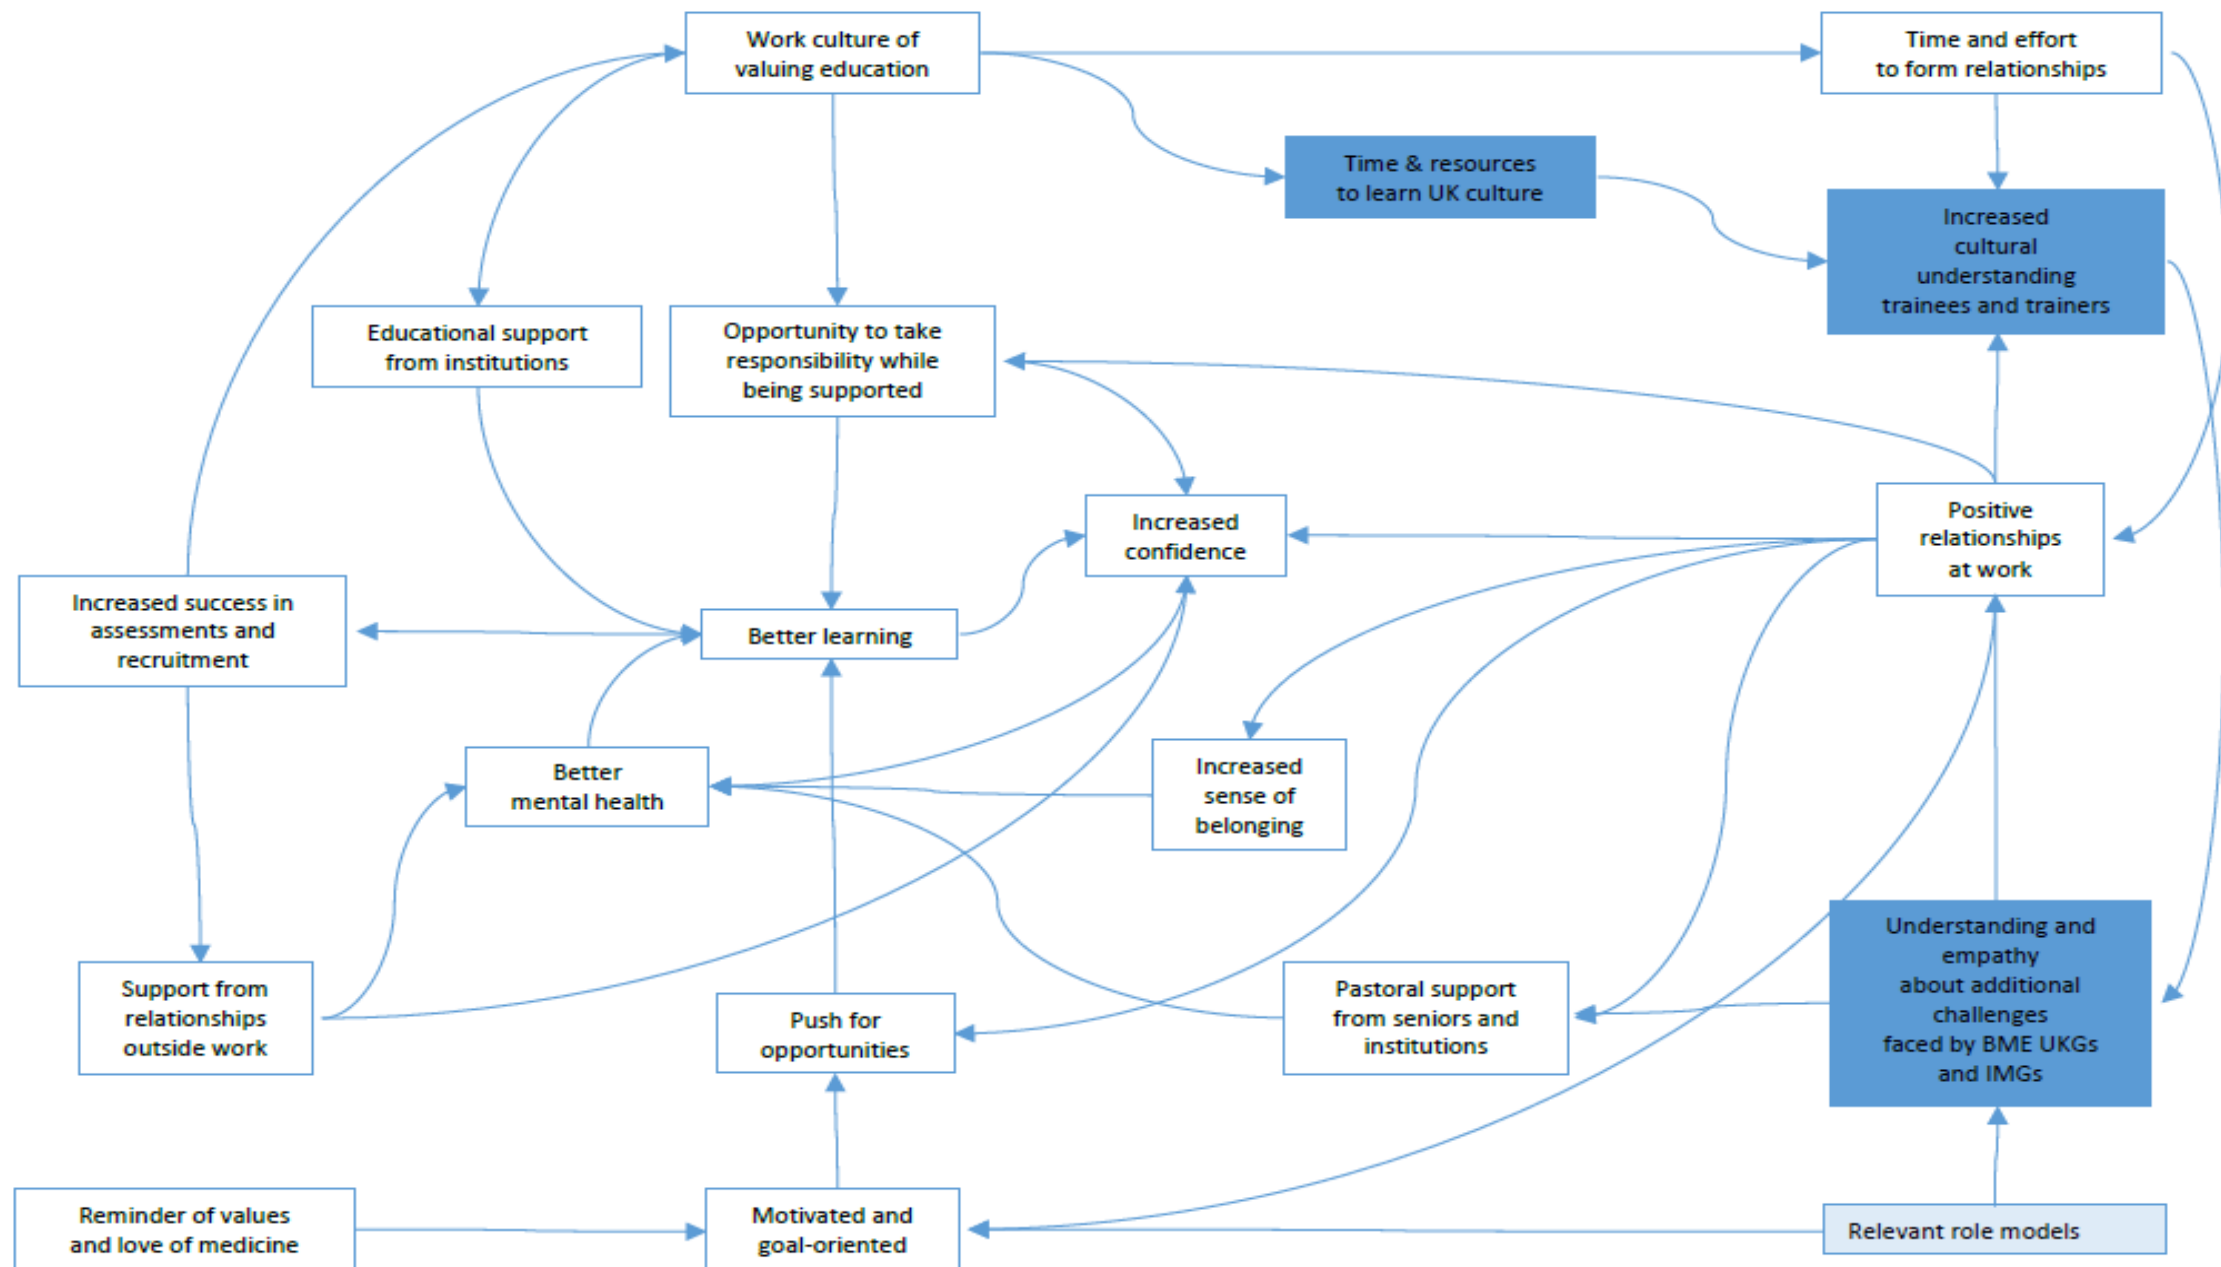 Work culture of
valuing education
Time and effort
to form relationships
Time & resources
to learn UK culture
Increased
cultural
understanding
trainees and trainers
Educational support
from institutions
Opportunity to take
responsibility while
being supported
Increased
confidence
Positive
relationships
at work
Increased success in
assessments and
recruitment
Better learning
Better
mental health
Increased
sense of
belonging
Understanding and
empathy
about additional
challenges
faced by BME UKGs
and IMGs
Support from
relationships
outside work
Push for
opportunities
Pastoral support
from seniors and
institutions
Reminder of values
and love of medicine
Motivated and
goal-oriented
Relevant role models